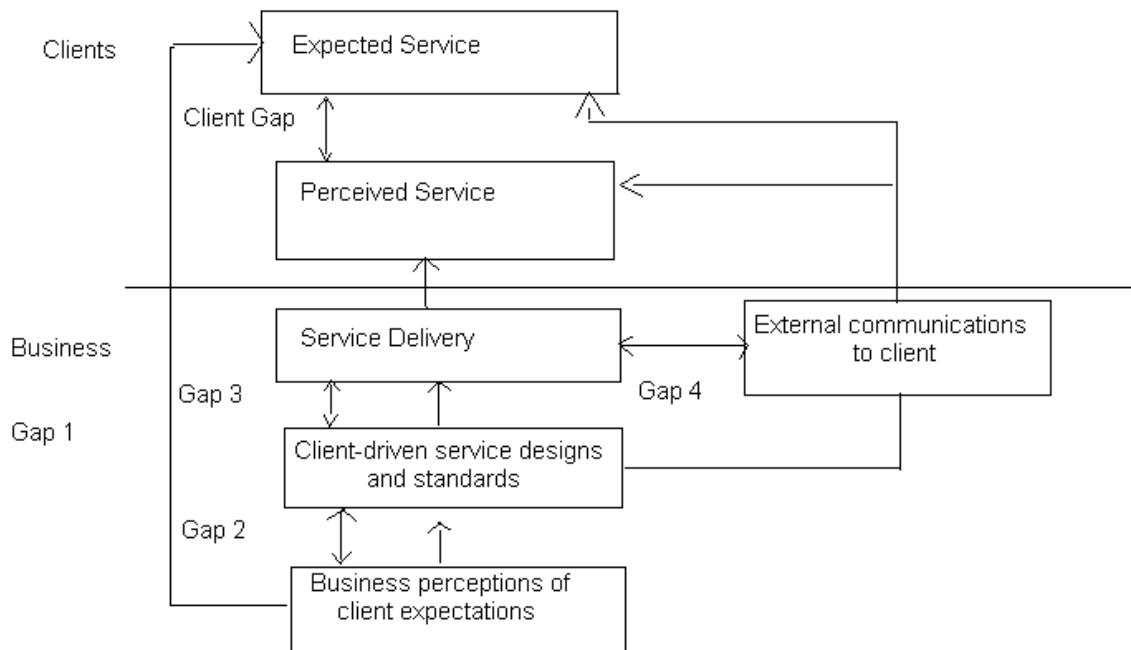 Clients
Expected Service
Client Gap
Perceived Service
Business
Service Delivery
External communications
to client
Gap 3
Gap 4
Gap 1
Client-driven service designs
and standards
Gap 2
Business perceptions of
client expectations